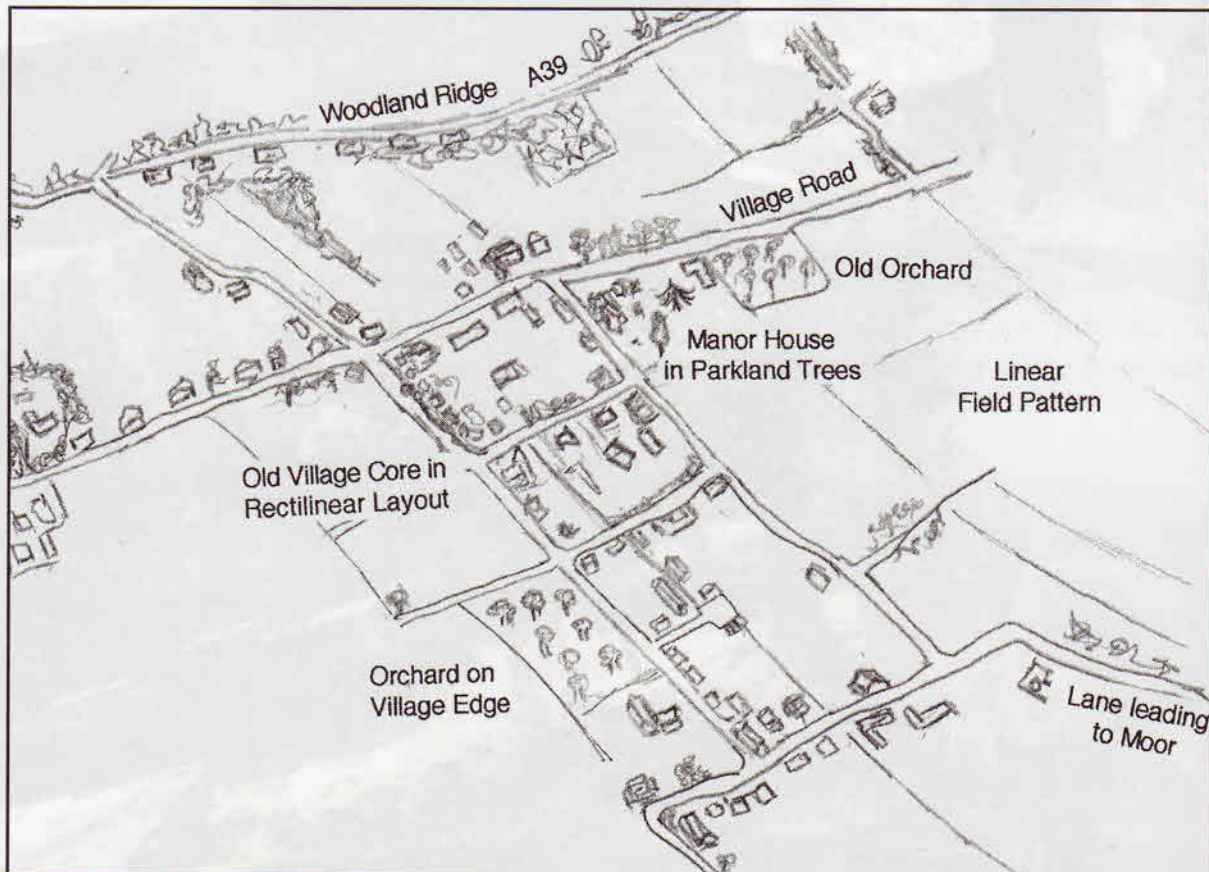 Woodland Ridge
A39
Village Road
Old Orchard
Manor House
in Parkland Trees
Linear
Field Pattern
Old Village Core in
Rectilinear Layout
Orchard on
Village Edge
Lane leading
to Moor